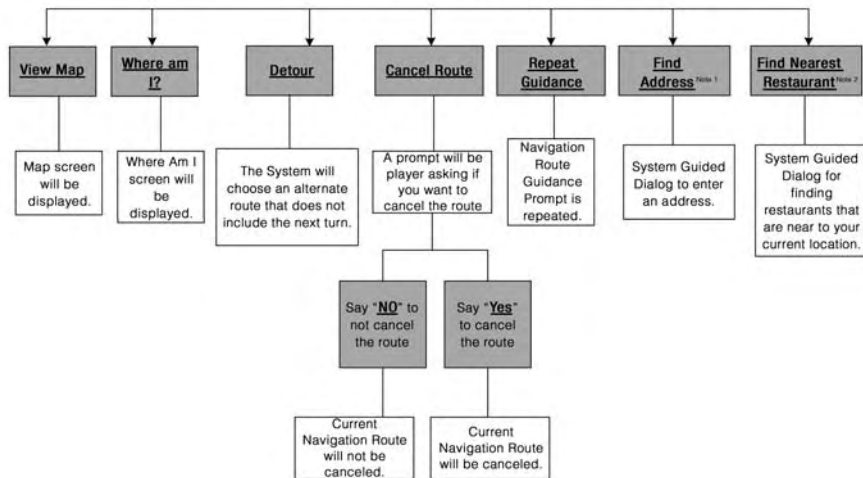 View Map
Where am
I?
Detour
Cancel Route
Repeat
Guidance
Find
Address Note 1
Find Nearest
Restaurant Note 2
Map screen
will be
displayed.
Where Am I
screen will
be
displayed.
The System will
choose an alternate
route that does not
include the next turn.
A prompt will be
player asking if
you want to
cancel the route
Navigation
Route
Guidance
Prompt is
repeated.
System Guided
Dialog to enter
an address.
System Guided
Dialog for
finding
restaurants that
are near to your
current location.
Say "NO" to
not cancel
the route
Say "Yes"
to cancel
the route
Current
Navigation Route
will not be
canceled.
Current
Navigation Route
will be canceled.